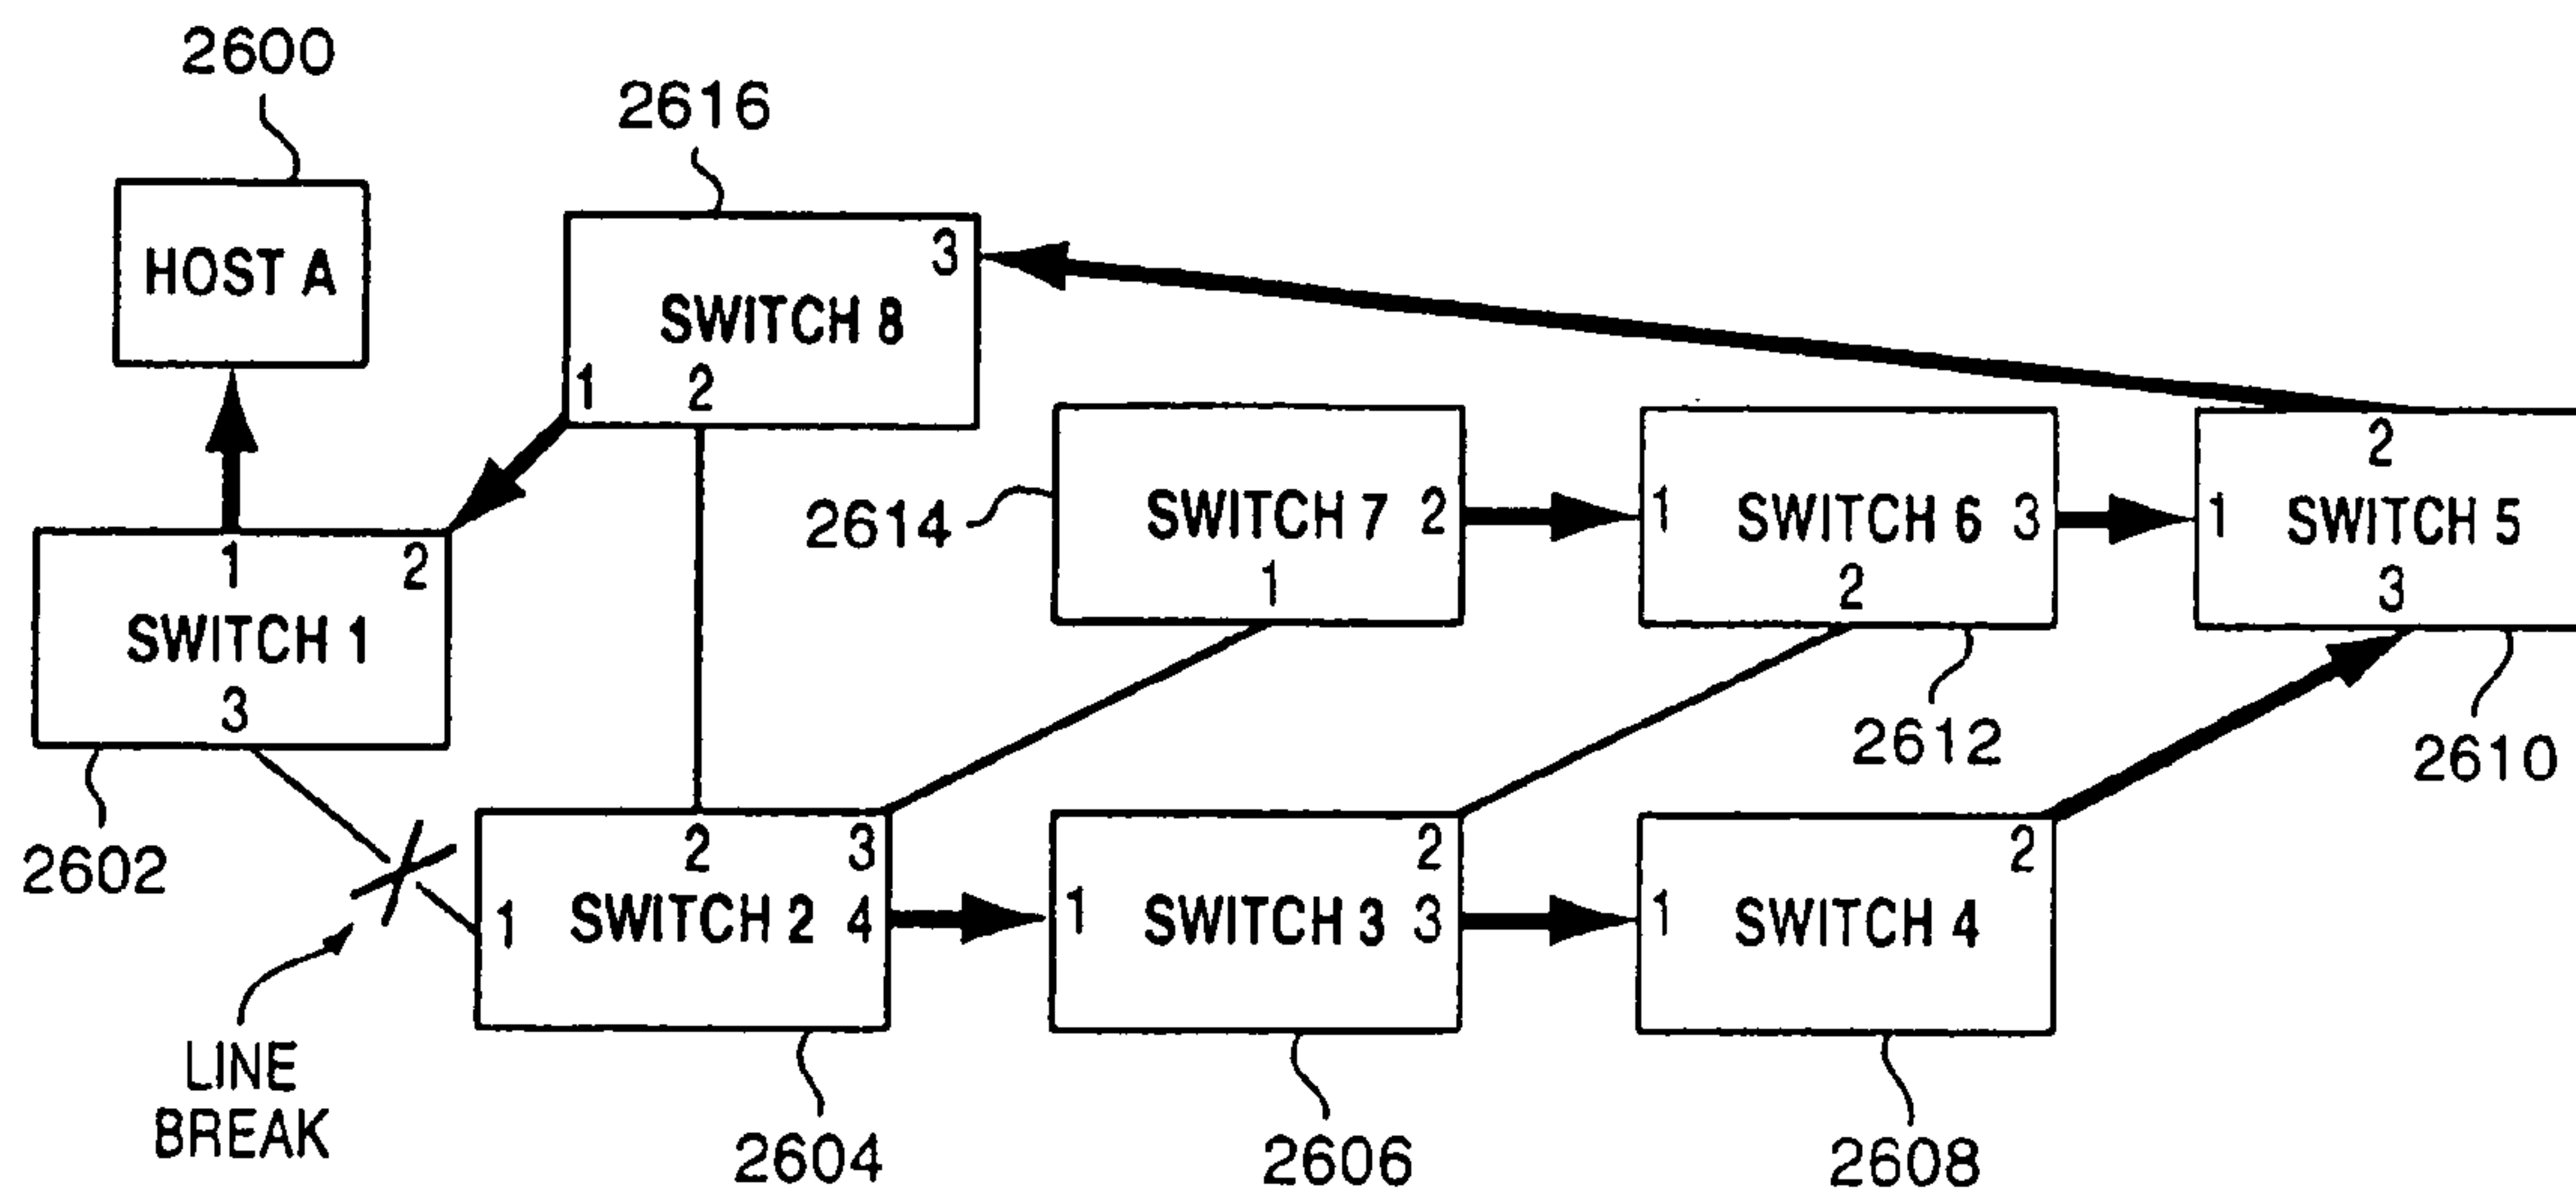 2600
2616
HOST A
3
SWITCH 8
1 2
2614
SWITCH 7 2
1
1 SWITCH 6 3
2
2
1 SWITCH 5
3
1 2
SWITCH 1
3
2602
2612
2610
2 3
1 SWITCH 2 4
2
1 SWITCH 3 3
2
1 SWITCH 4
LINE
BREAK
2604
2606
2608